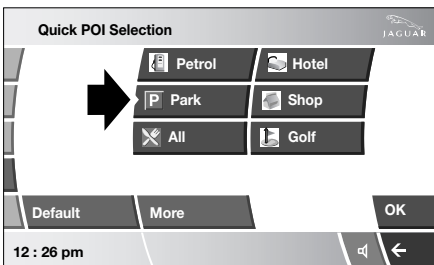 Quick POI Selection
JAGUAR
Petrol
Hotel
P Park
Shop
All
Golf
Default
More
OK
12 : 26 pm